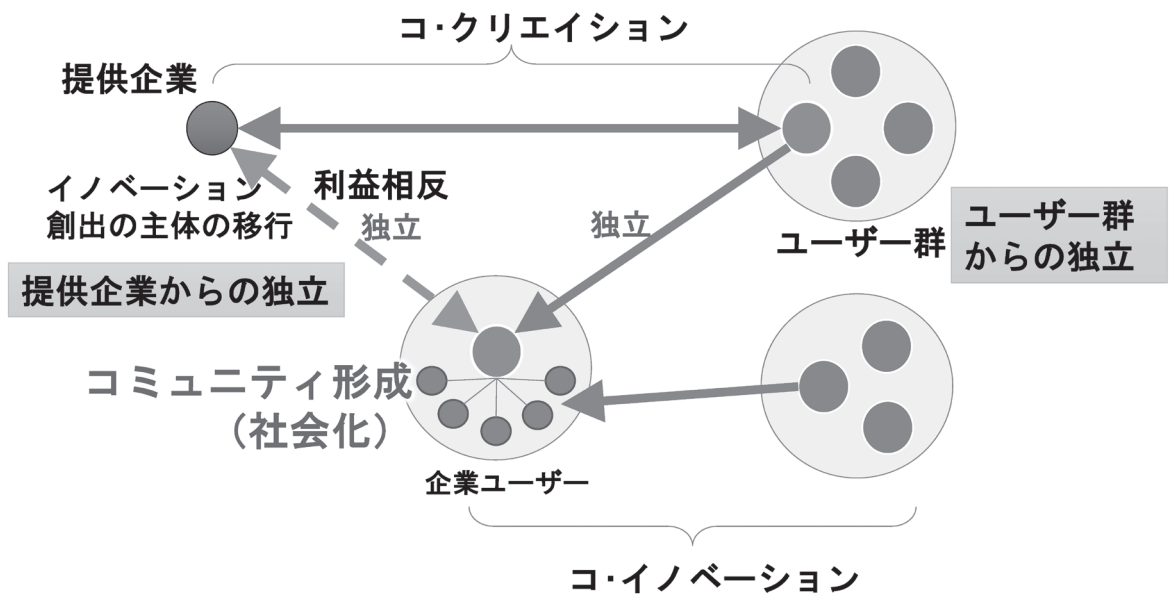 コ・クリエイション
提供企業
イノベーション
創出の主体の移行
利益相反
独立
独立
ユーザー群
ユーザー群
からの独立
提供企業からの独立
コミュニティ形成
（社会化）
企業ユーザー
コ・イノベーション